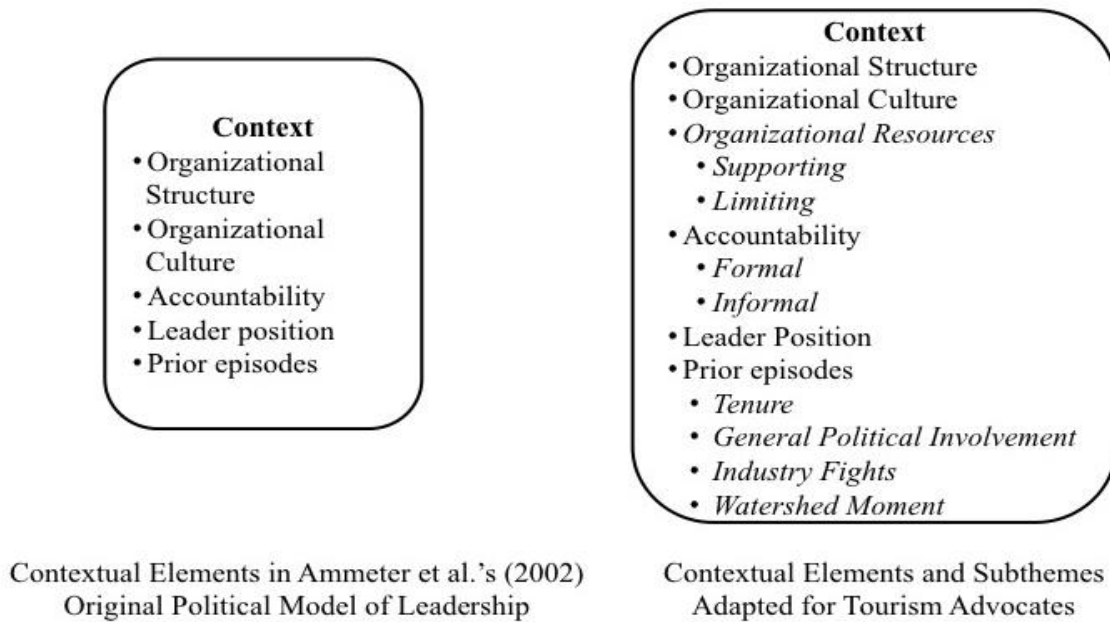 Context
• Organizational
Structure
• Organizational
Culture
• Accountability
• Leader position
• Prior episodes
Contextual Elements in Ammeter et al.'s (2002)
Original Political Model of Leadership
Context
• Organizational Structure
• Organizational Culture
• Organizational Resources
• Supporting
• Limiting
• Accountability
• Formal
• Informal
• Leader Position
• Prior episodes
• Tenure
• General Political Involvement
• Industry Fights
• Watershed Moment
Contextual Elements and Subthemes
Adapted for Tourism Advocates